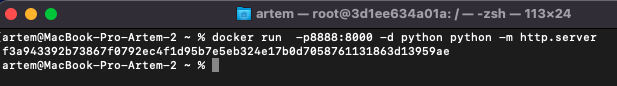 artem — root@3d1ee634a01a: / — -zsh — 113×24
artem@MacBook-Pro-Artem-2 ~ % docker run  -p8888:8000 -d python python -m http.server
f3a943392b73867f0792ec4f1d95b7e5eb324e17b0d7058761131863d13959ae
artem@MacBook-Pro-Artem-2 ~ %